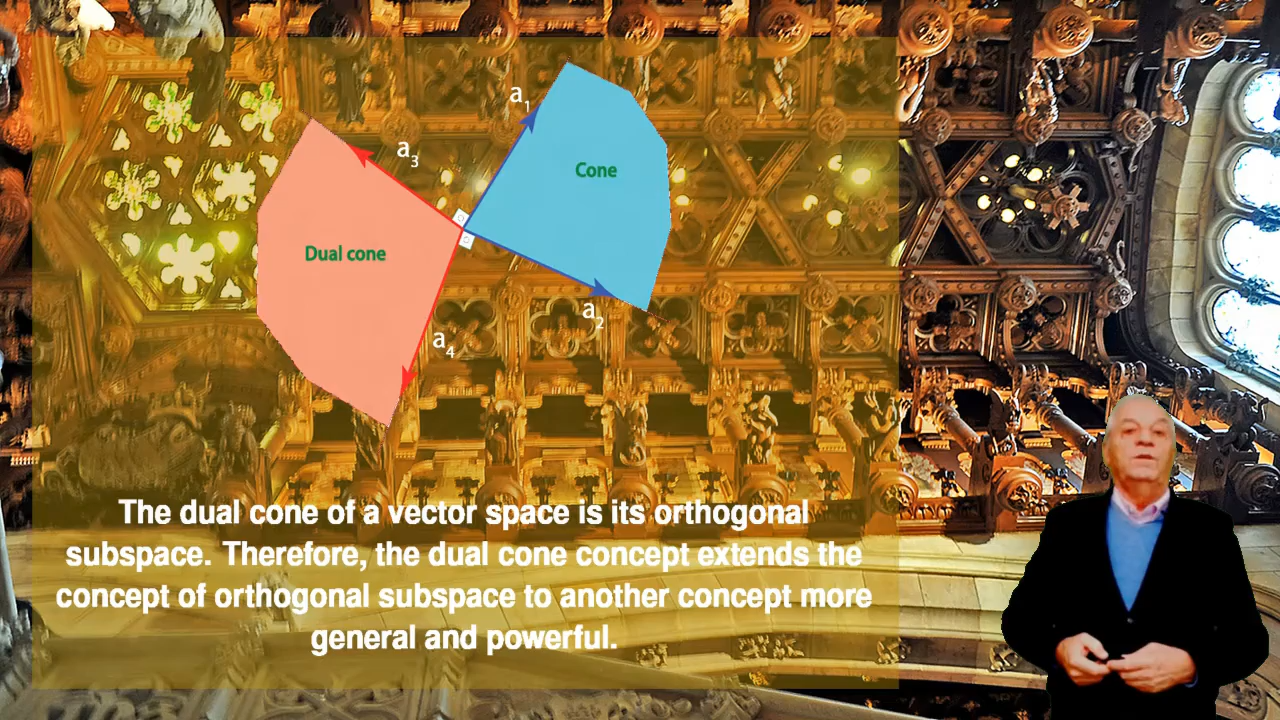 a₁
a₃
Cone
Dual cone
a₂
a₄
The dual cone of a vector space is its orthogonal
subspace. Therefore, the dual cone concept extends the
concept of orthogonal subspace to another concept more
general and powerful.